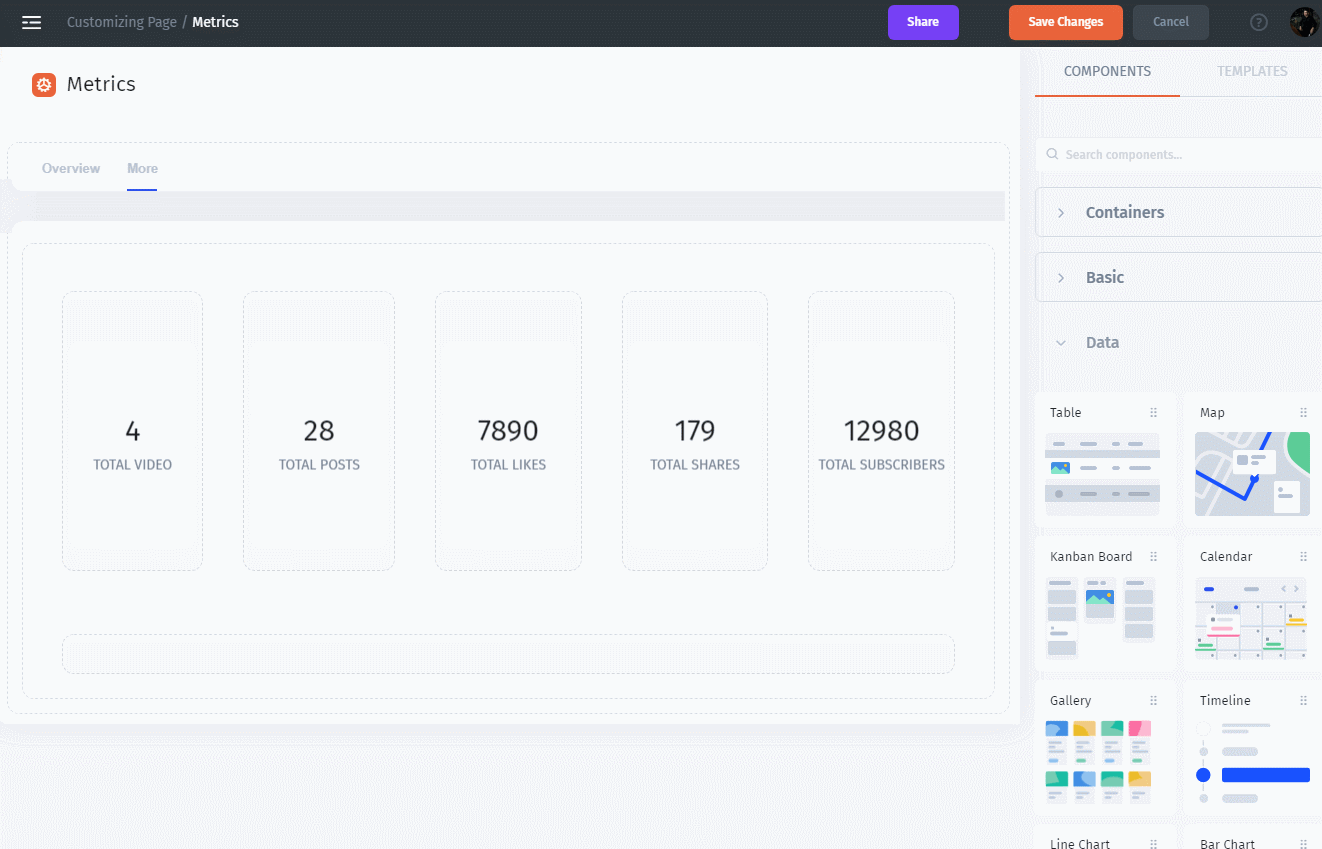 Customizing Page / Metrics
Share
Save Changes
Cancel
?
Metrics
COMPONENTS
TEMPLATES
Overview
More
Search components...
Containers
Basic
Data
4
TOTAL VIDEO
28
TOTAL POSTS
7890
TOTAL LIKES
179
TOTAL SHARES
12980
TOTAL SUBSCRIBERS
Table
Map
Kanban Board
Calendar
Gallery
Timeline
Line Chart
Bar Chart